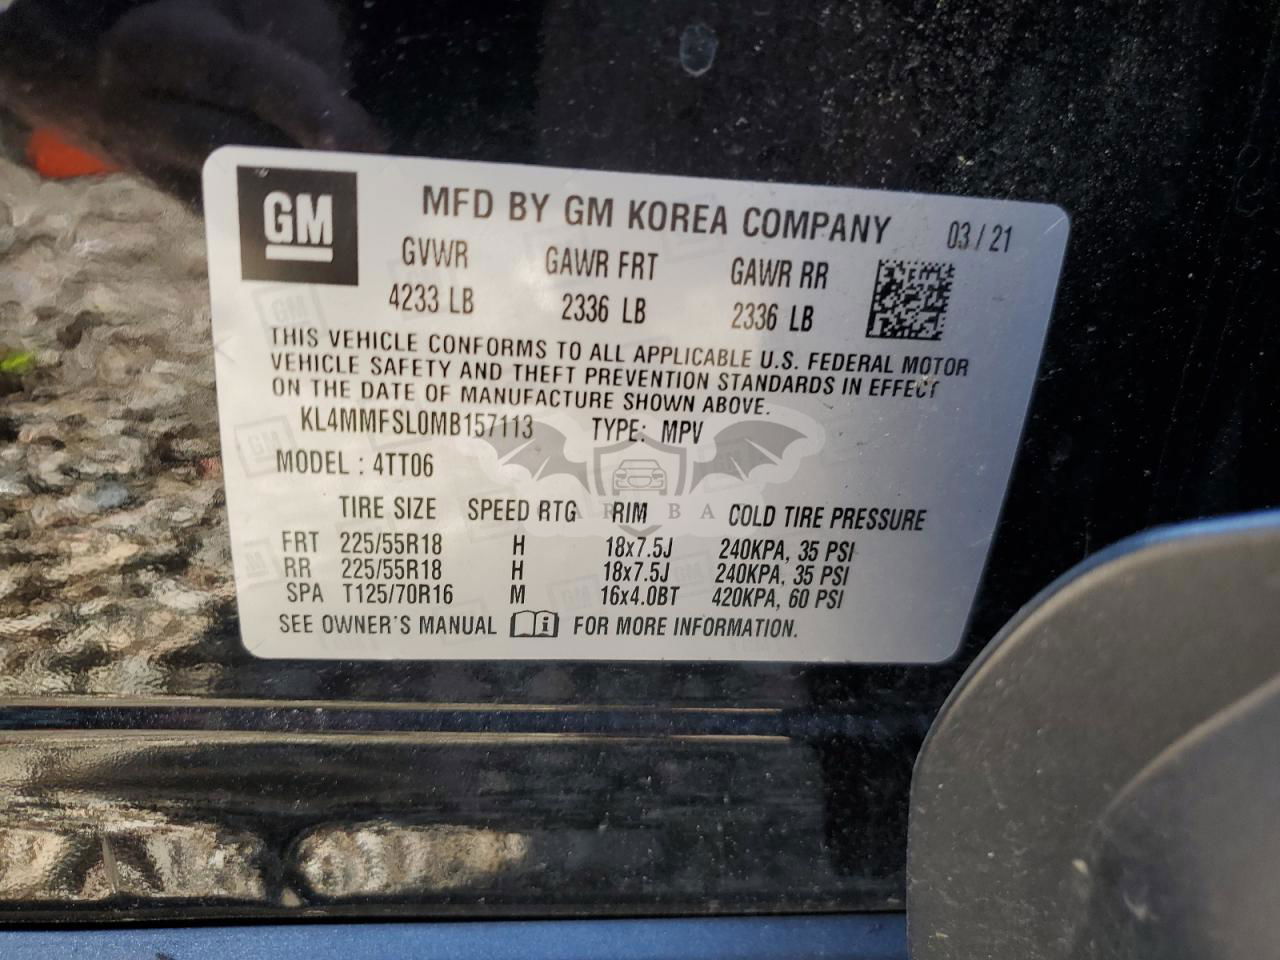 GM
MFD BY GM KOREA COMPANY 03/21
GVWR GAWR FRT GAWR RR
4233 LB 2336 LB 2336 LB
THIS VEHICLE CONFORMS TO ALL APPLICABLE U.S. FEDERAL MOTOR
VEHICLE SAFETY AND THEFT PREVENTION STANDARDS IN EFFECT
ON THE DATE OF MANUFACTURE SHOWN ABOVE.
KL4MMFSL0MB157113 TYPE: MPV
MODEL : 4TT06
TIRE SIZE SPEED RTG RIM COLD TIRE PRESSURE
FRT 225/55R18 H 18x7.5J 240KPA, 35 PSI
RR 225/55R18 H 18x7.5J 240KPA, 35 PSI
SPA T125/70R16 M 16x4.0BT 420KPA, 60 PSI
SEE OWNER'S MANUAL i FOR MORE INFORMATION.